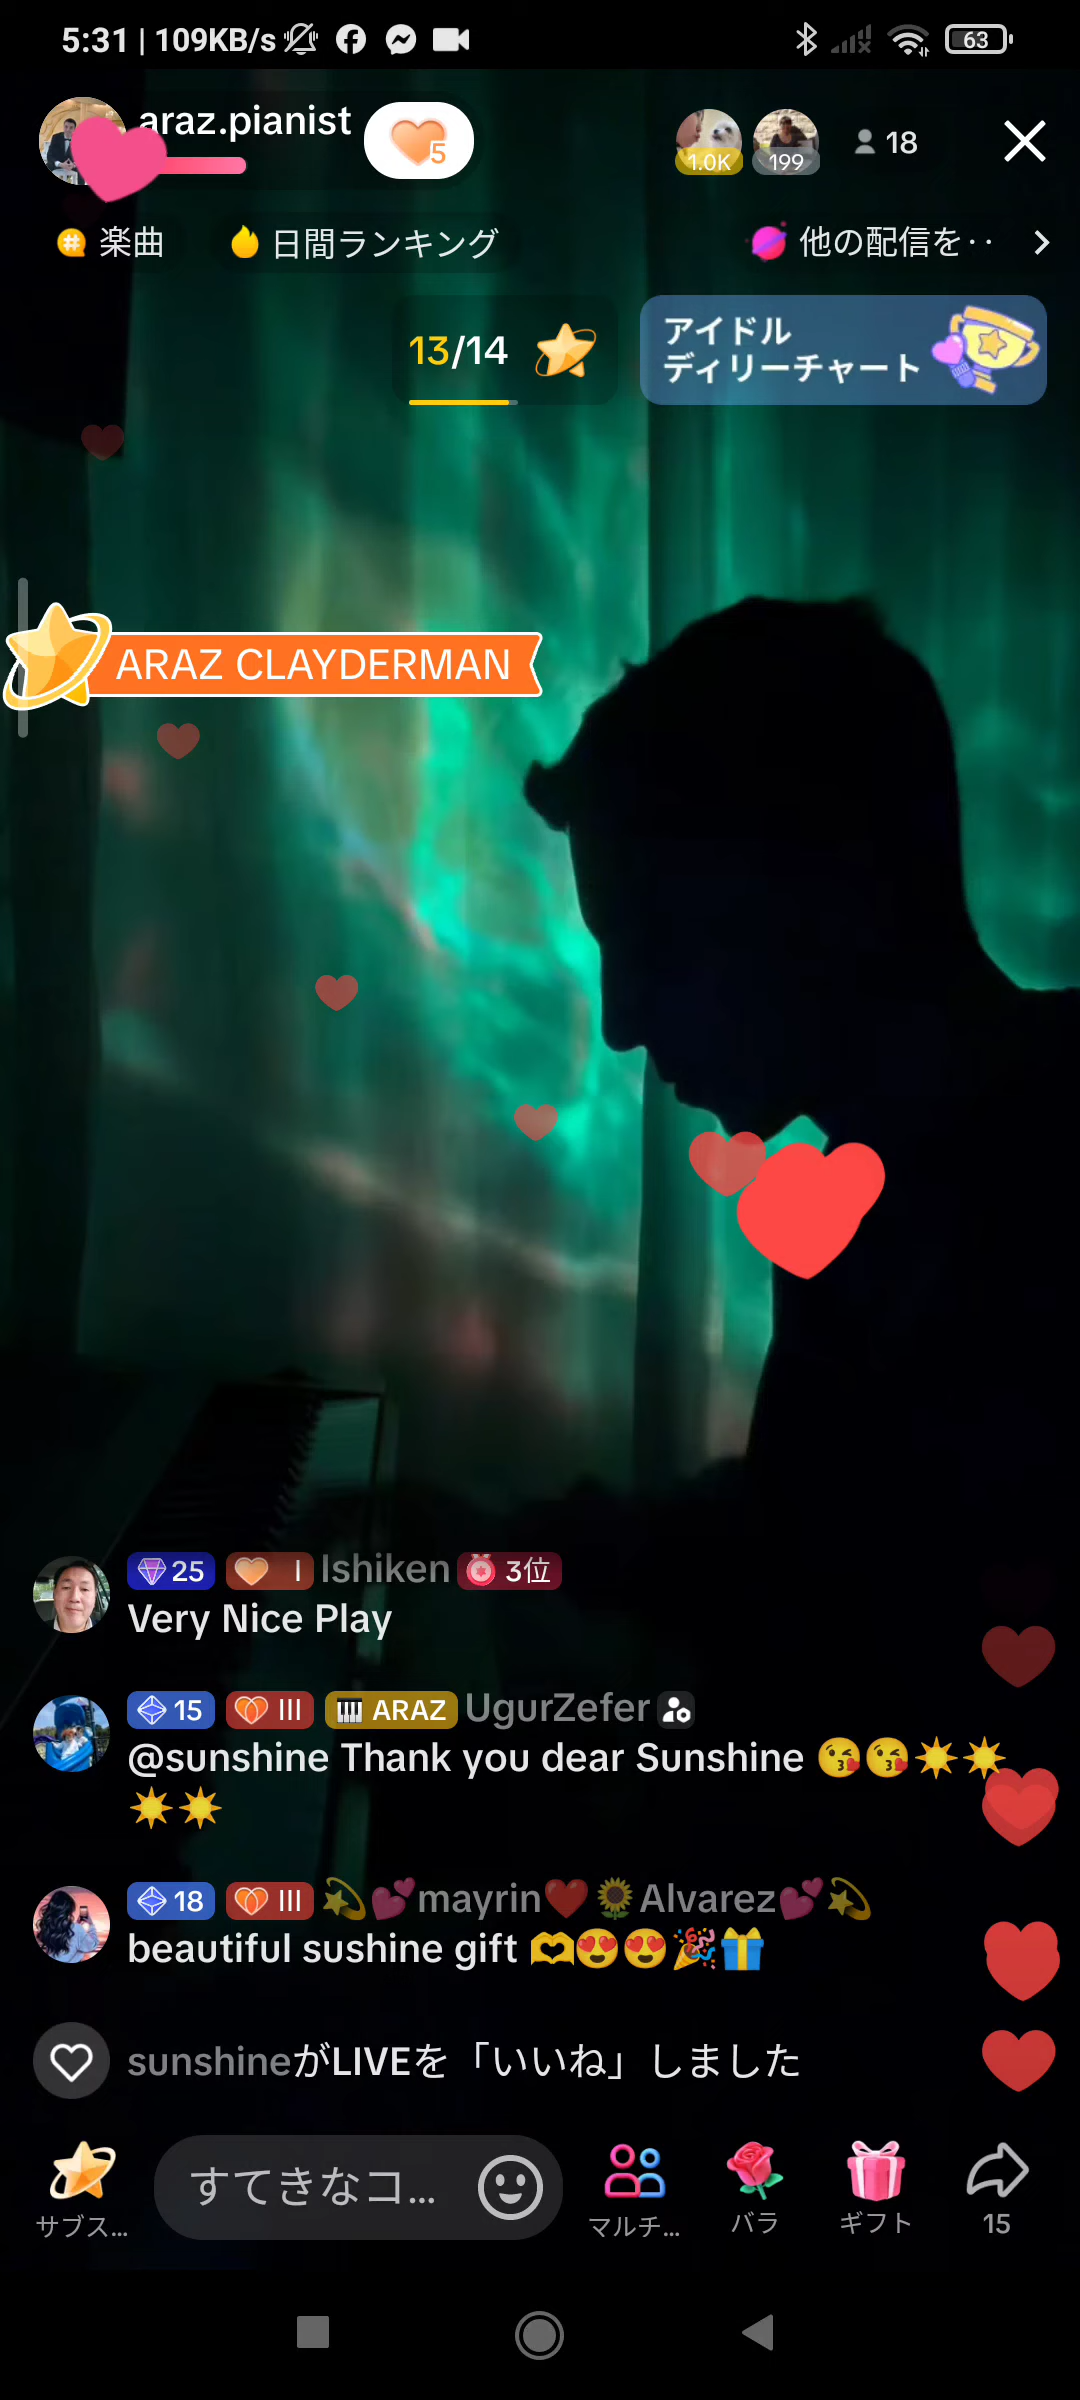 5:31 | 109KB/s 63
araz.pianist 5
1.0K 199 18
楽曲 日間ランキング 他の配信を‥
13/14 アイドル
ディリーチャート
ARAZ CLAYDERMAN
25 I Ishiken 3位
Very Nice Play
15 III ARAZ UgurZefer
@sunshine Thank you dear Sunshine 😘😘☀️☀️
☀️☀️
18 III 💫💕mayrin❤️🌻Alvarez💕💫
beautiful sushine gift 🫶😍😍🎉🎁
sunshineがLIVEを「いいね」しました
すてきなコ...
サブス... マルチ... バラ ギフト 15